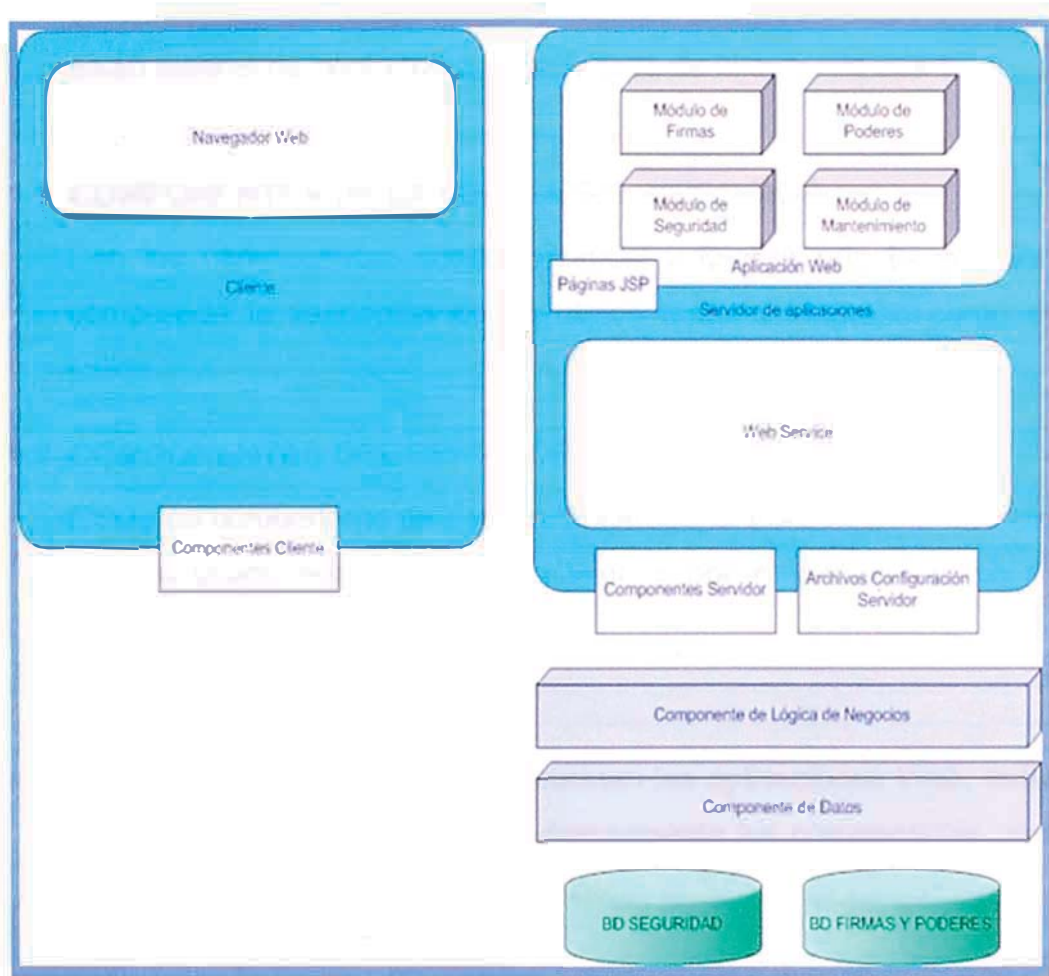 Navegador Web
Cliente
Componentes Cliente
Módulo de
Firmas
Módulo de
Poderes
Módulo de
Seguridad
Módulo de
Mantenimiento
Aplicación Web
Páginas JSP
Servidor de aplicaciones
Web Service
Componentes Servidor
Archivos Configuración
Servidor
Componente de Lógica de Negocios
Componente de Datos
BD SEGURIDAD
BD FIRMAS Y PODERES